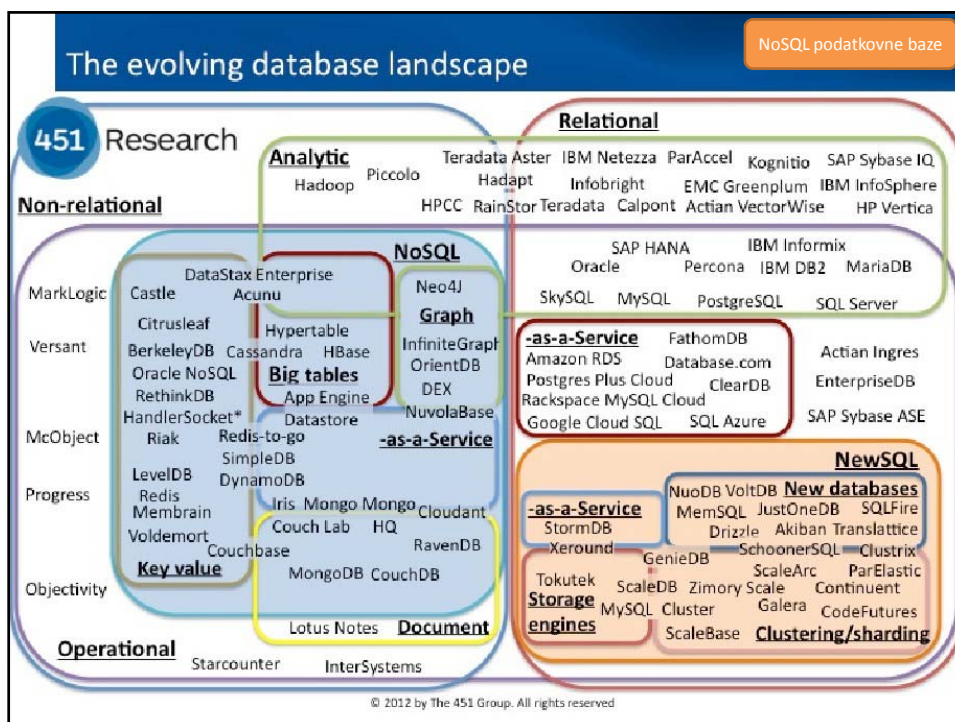 NoSQL podatkovne baze
The evolving database landscape
451 Research
Relational
Analytic
Teradata Aster IBM Netezza ParAccel Kognitio SAP Sybase IQ
Hadoop Piccolo Hadapt Infobright EMC Greenplum IBM InfoSphere
Non-relational
HPCC RainStor Teradata Calpont Actian VectorWise HP Vertica
NoSQL
SAP HANA IBM Informix
Oracle Percona IBM DB2 MariaDB
SkySQL MySQL PostgreSQL SQL Server
DataStax Enterprise
MarkLogic Castle Acunu Neo4J
Citrusleaf Hypertable Graph
Versant BerkeleyDB Cassandra HBase InfiniteGraph
Oracle NoSQL Big tables OrientDB
RethinkDB App Engine DEX
HandlerSocket* Datastore NuvolaBase
McObject Riak Redis-to-go -as-a-Service
SimpleDB
LevelDB DynamoDB
Progress Redis Iris Mongo Mongo Cloudant
Membrain Couch Lab HQ
Voldemort Couchbase RavenDB
Key value MongoDB CouchDB
Objectivity
Lotus Notes Document
Operational
Starcounter InterSystems
-as-a-Service FathomDB
Amazon RDS Database.com
Postgres Plus Cloud ClearDB
Rackspace MySQL Cloud
Google Cloud SQL SQL Azure
Actian Ingres
EnterpriseDB
SAP Sybase ASE
NewSQL
NuoDB VoltDB New databases
MemSQL JustOneDB SQLFire
Drizzle Akiban Translattice
-as-a-Service
StormDB
Xeround
SchoonerSQL Clustrix
GenieDB ScaleArc ParElastic
Tokutek ScaleDB Zimory Scale Continuent
Storage MySQL Cluster Galera CodeFutures
engines ScaleBase Clustering/sharding
© 2012 by The 451 Group. All rights reserved